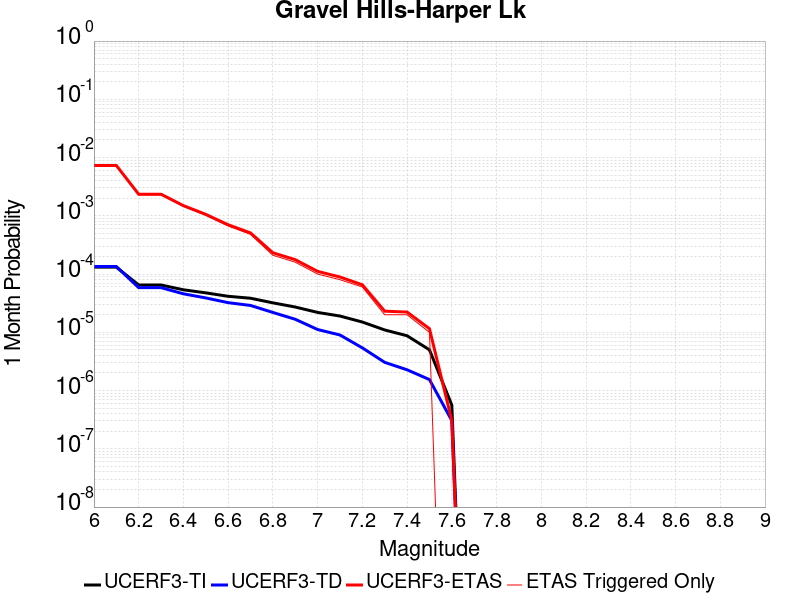 Gravel Hills-Harper Lk
10^0
10^-1
10^-2
10^-3
10^-4
10^-5
10^-6
10^-7
10^-8
1 Month Probability
6 6.2 6.4 6.6 6.8 7 7.2 7.4 7.6 7.8 8 8.2 8.4 8.6 8.8 9
Magnitude
UCERF3-TI UCERF3-TD UCERF3-ETAS ETAS Triggered Only